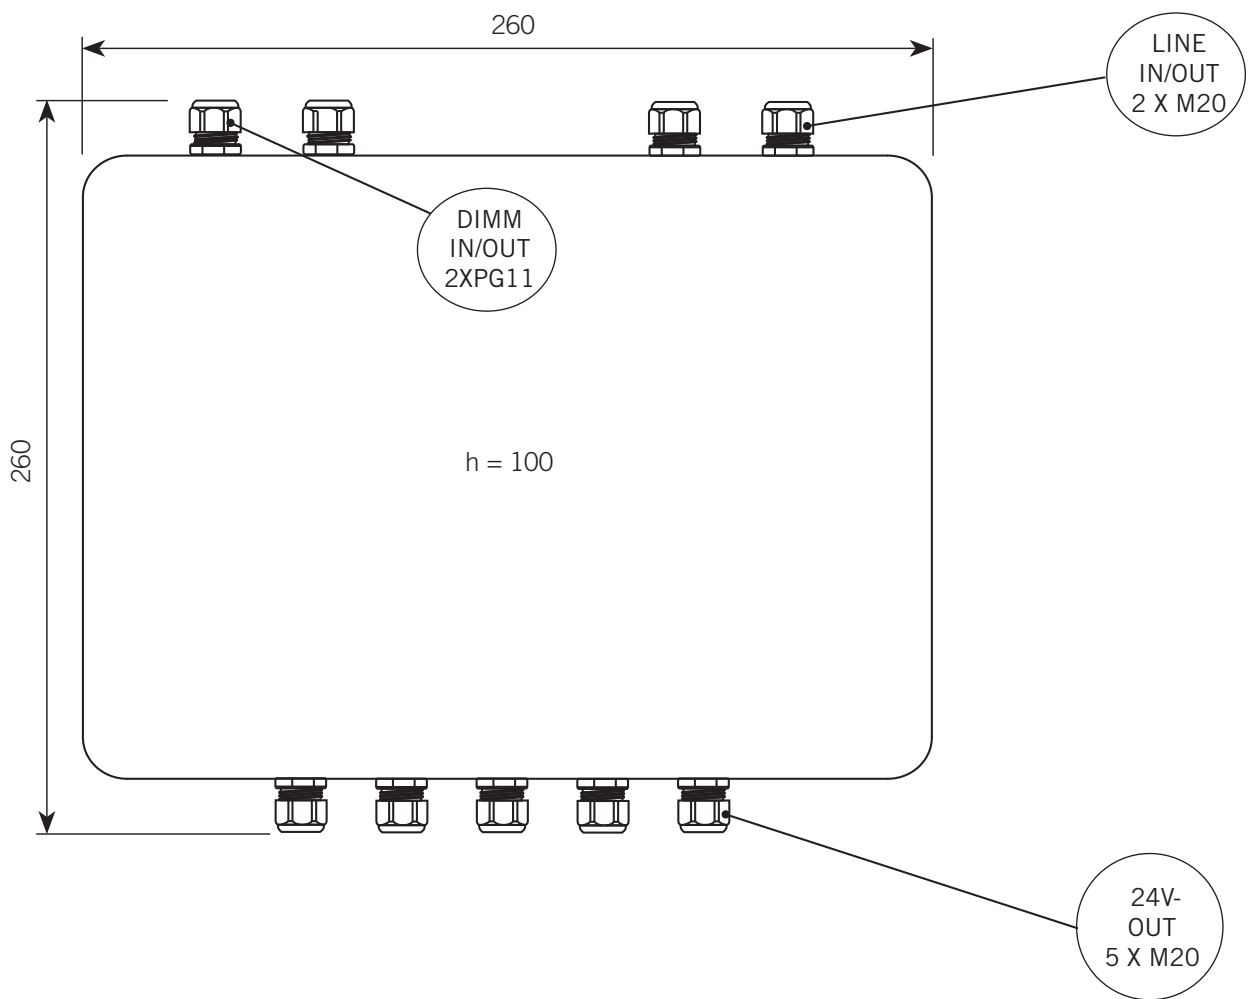 260
LINE
IN/OUT
2 X M20
DIMM
IN/OUT
2XPG11
260
h = 100
24V-
OUT
5 X M20